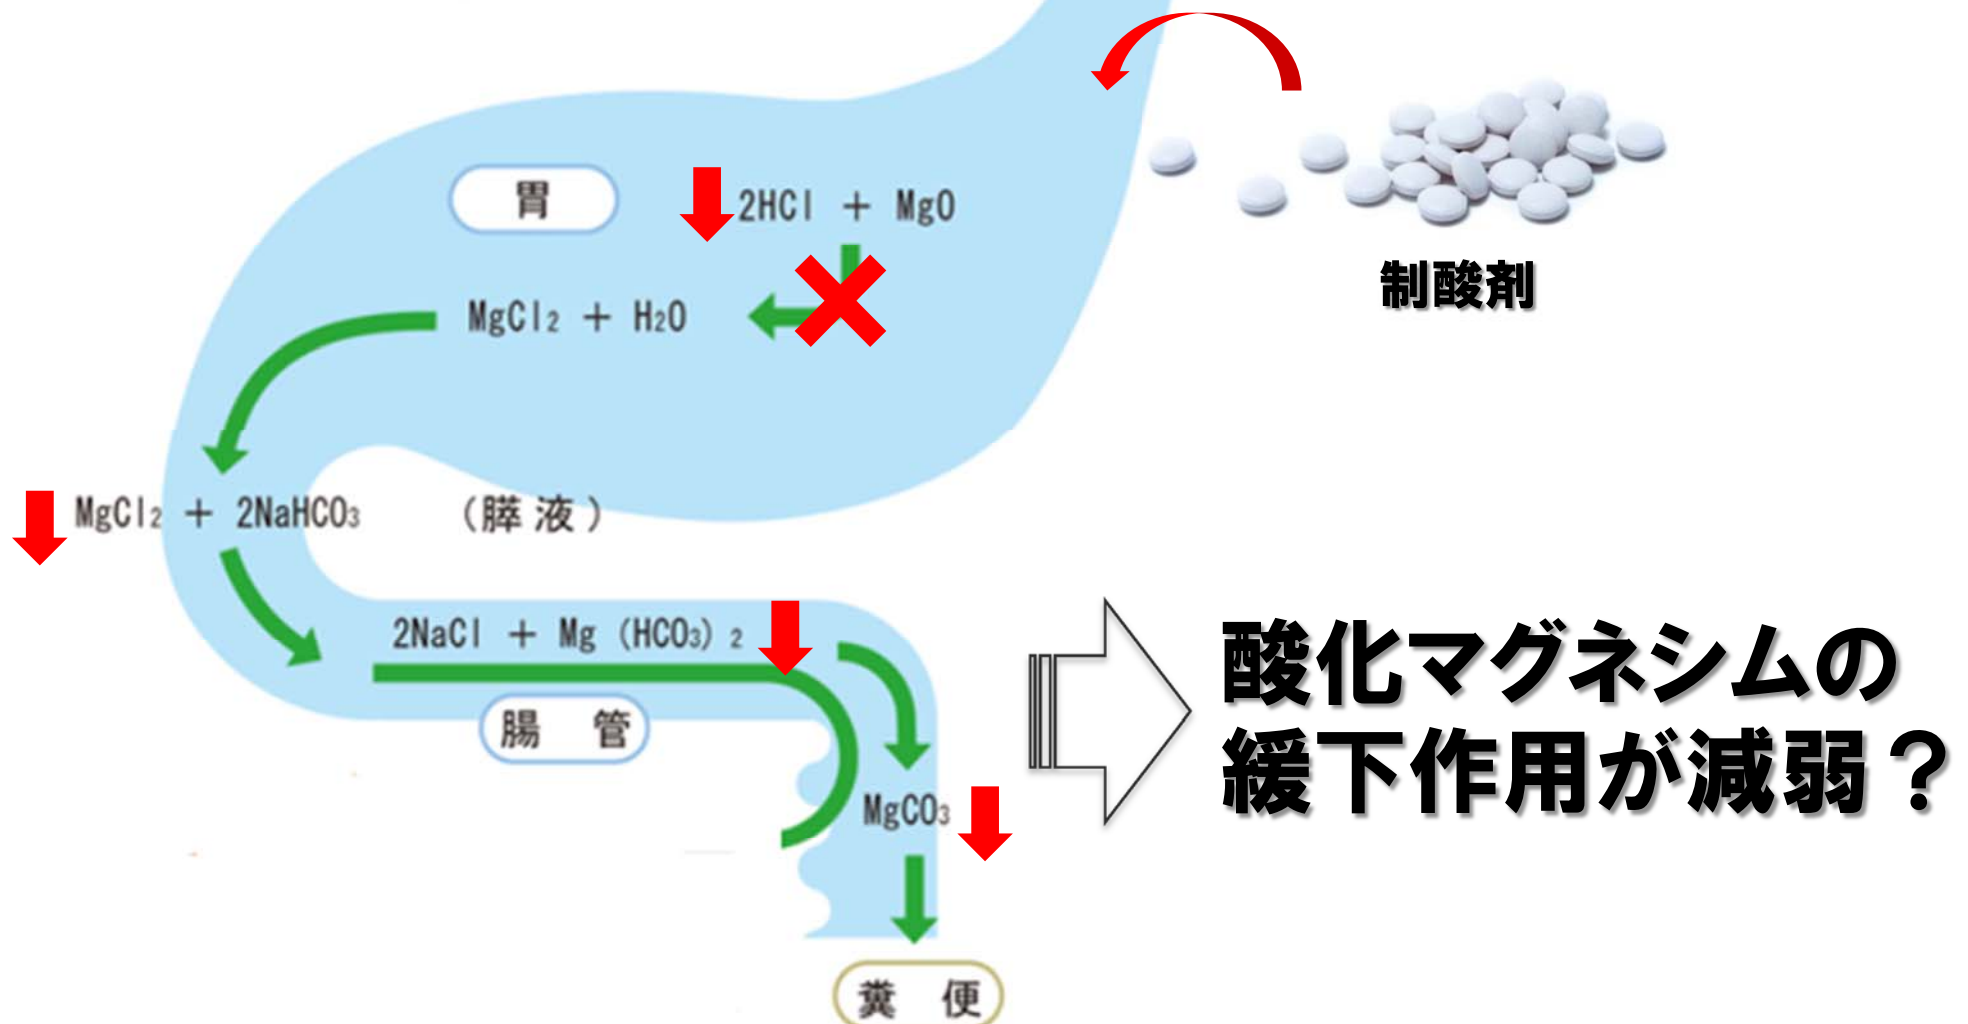 胃
2HCl + MgO
制酸剤
MgCl2 + H2O
MgCl2 + 2NaHCO3 (膵液)
2NaCl + Mg (HCO3) 2
腸 管
酸化マグネシムの
緩下作用が減弱？
MgCO3
糞 便